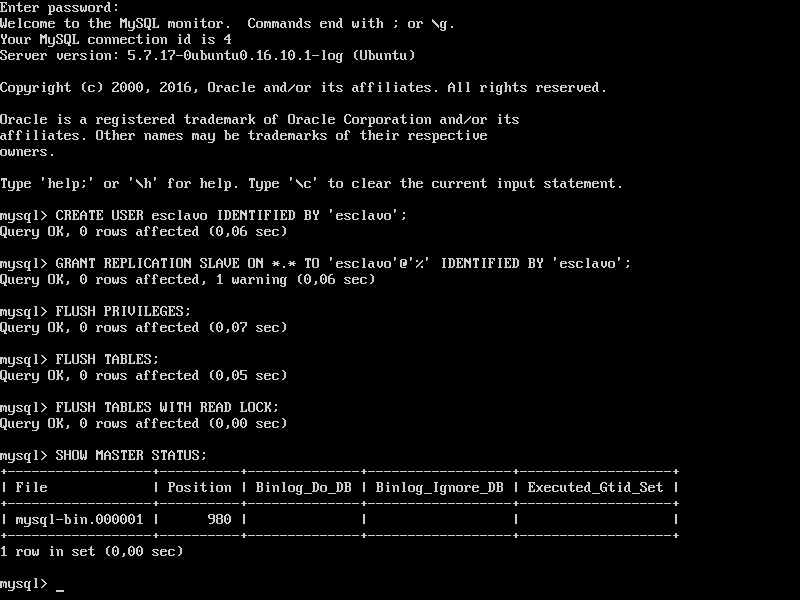 Enter password:
Welcome to the MySQL monitor.  Commands end with ; or \g.
Your MySQL connection id is 4
Server version: 5.7.17-0ubuntu0.16.10.1-log (Ubuntu)

Copyright (c) 2000, 2016, Oracle and/or its affiliates. All rights reserved.

Oracle is a registered trademark of Oracle Corporation and/or its
affiliates. Other names may be trademarks of their respective
owners.

Type 'help;' or '\h' for help. Type '\c' to clear the current input statement.

mysql> CREATE USER esclavo IDENTIFIED BY 'esclavo';
Query OK, 0 rows affected (0,06 sec)

mysql> GRANT REPLICATION SLAVE ON *.* TO 'esclavo'@'%' IDENTIFIED BY 'esclavo';
Query OK, 0 rows affected, 1 warning (0,06 sec)

mysql> FLUSH PRIVILEGES;
Query OK, 0 rows affected (0,07 sec)

mysql> FLUSH TABLES;
Query OK, 0 rows affected (0,05 sec)

mysql> FLUSH TABLES WITH READ LOCK;
Query OK, 0 rows affected (0,00 sec)

mysql> SHOW MASTER STATUS;
+------------------+----------+--------------+------------------+-------------------+
| File             | Position | Binlog_Do_DB | Binlog_Ignore_DB | Executed_Gtid_Set |
+------------------+----------+--------------+------------------+-------------------+
| mysql-bin.000001 |      980 |              |                  |                   |
+------------------+----------+--------------+------------------+-------------------+
1 row in set (0,00 sec)

mysql> _